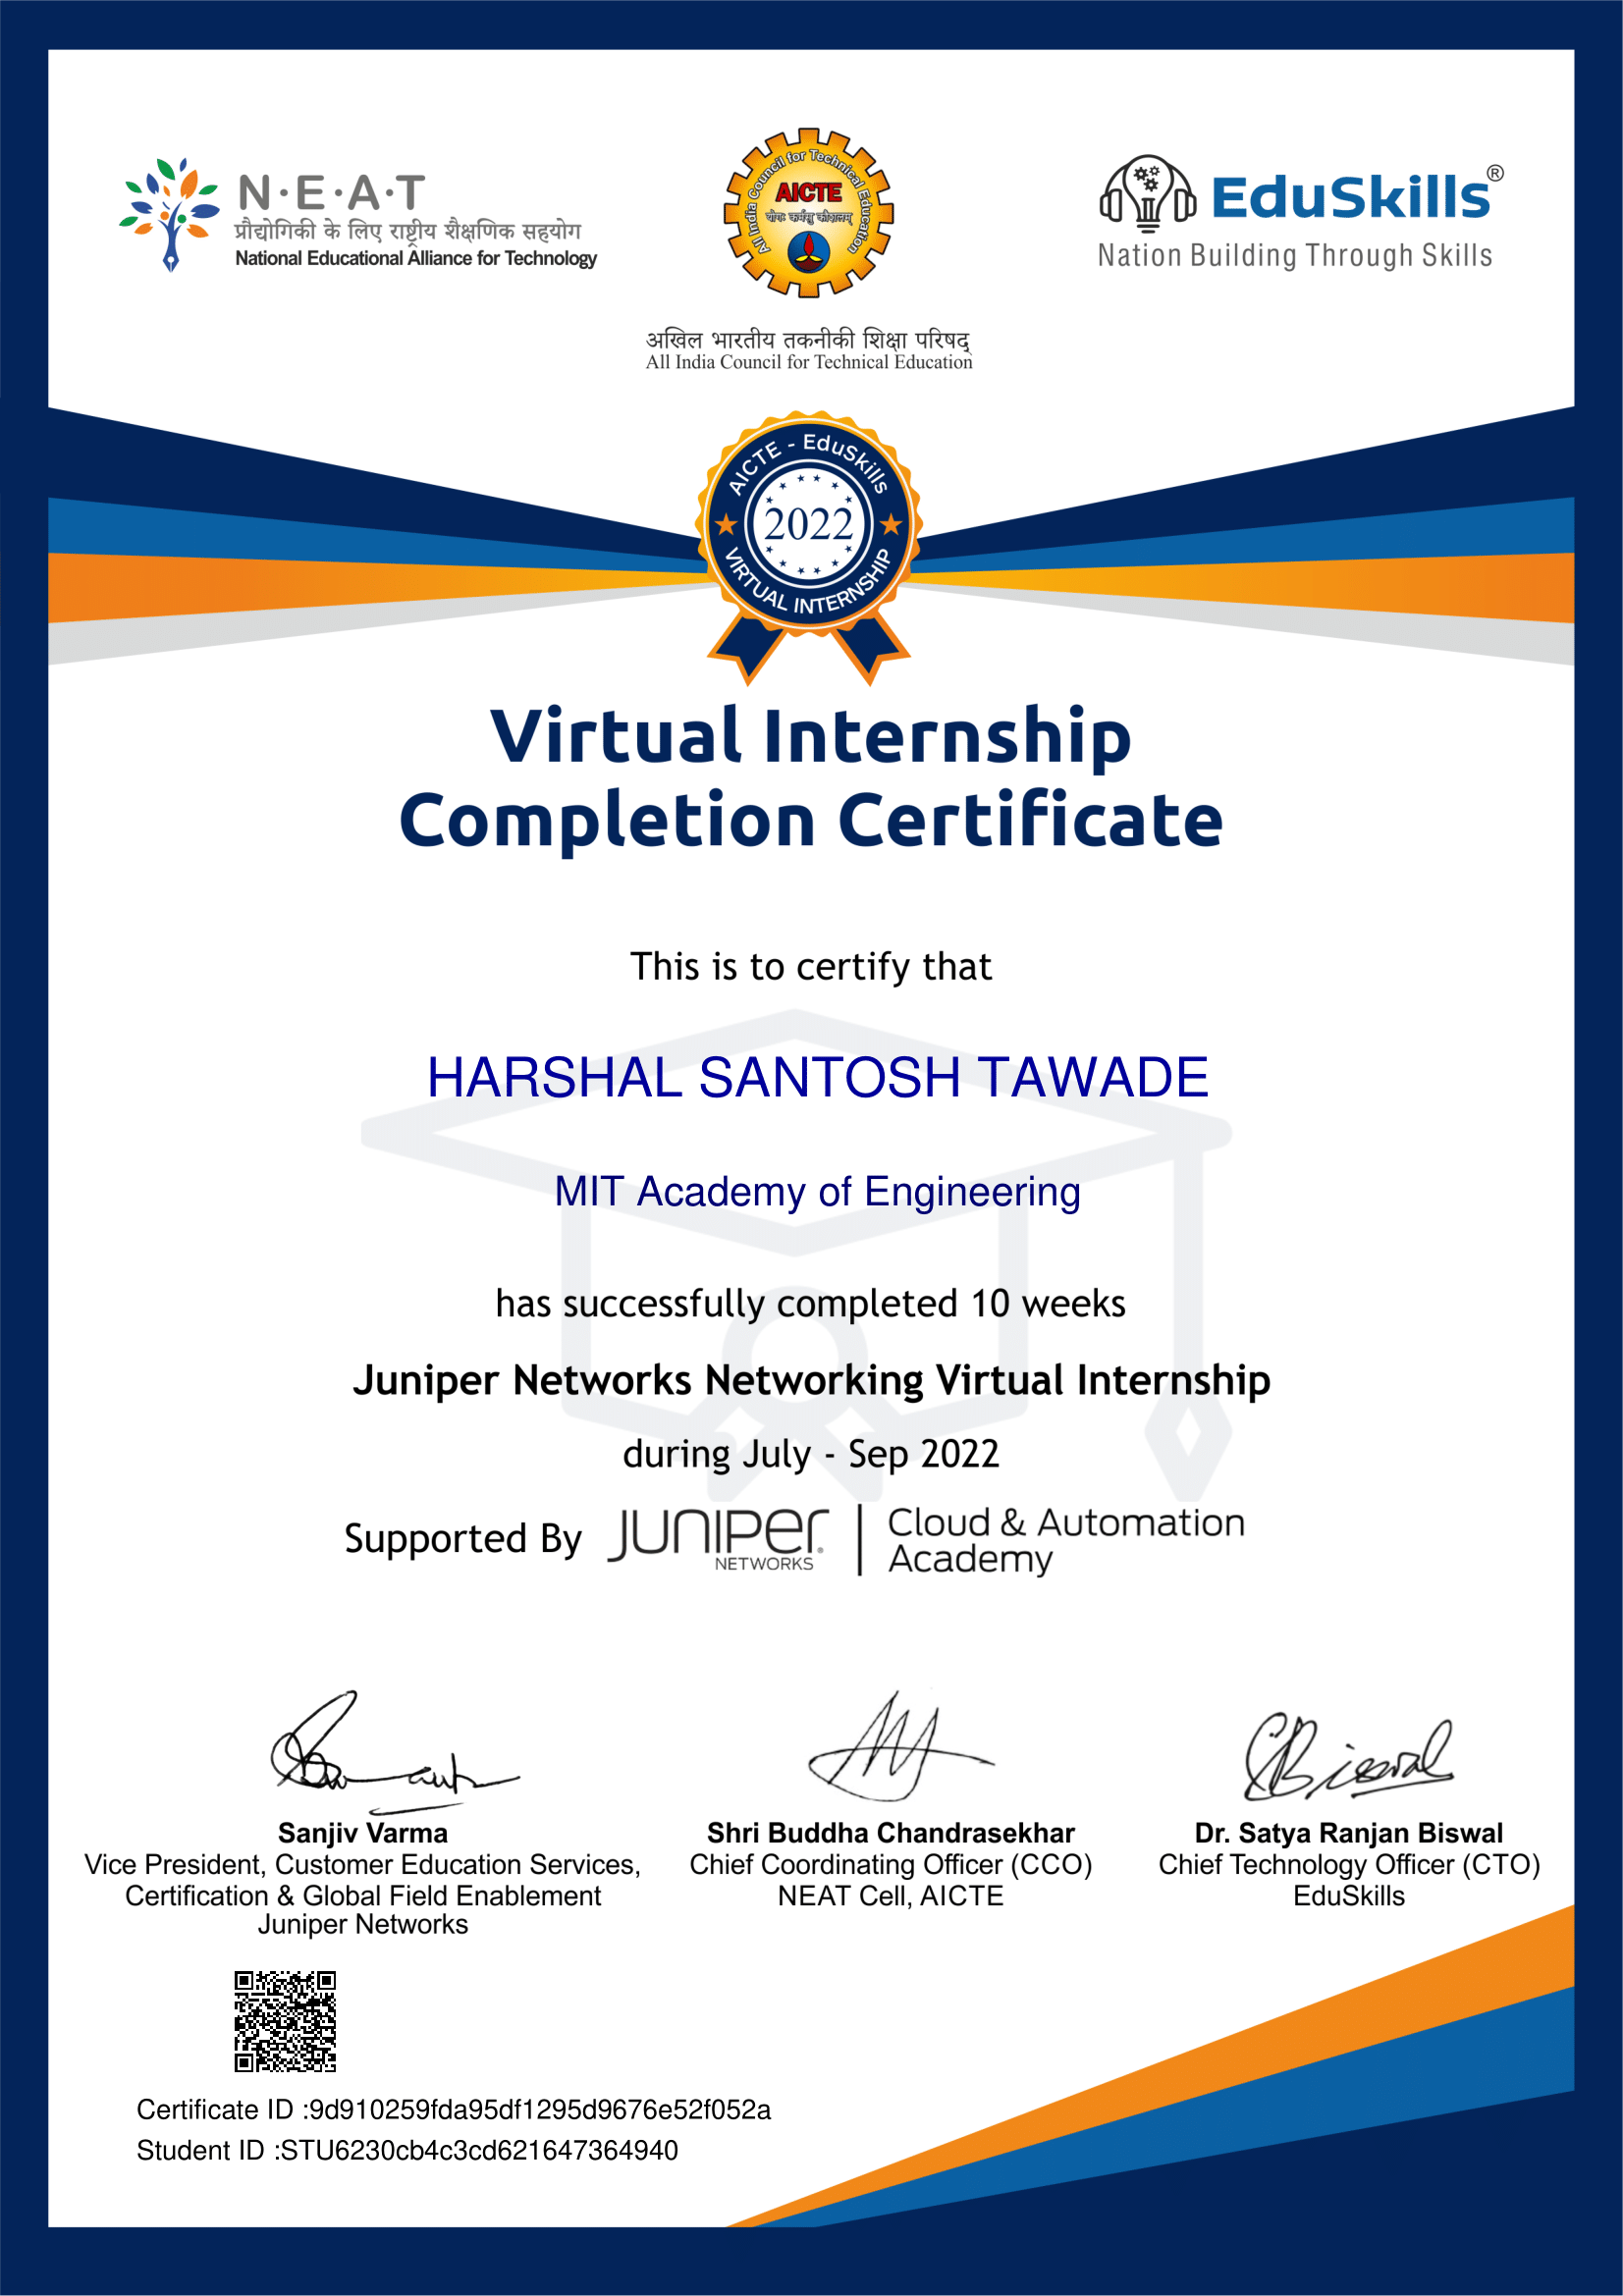 N·E·A·T
प्रौद्योगिकी के लिए राष्ट्रीय शैक्षणिक सहयोग
National Educational Alliance for Technology
All India Council for Technical Education
AICTE
योगः कर्मसु कौशलम्
अखिल भारतीय तकनीकी शिक्षा परिषद्
All India Council for Technical Education
EduSkills®
Nation Building Through Skills
AICTE - EduSkills
2022
VIRTUAL INTERNSHIP
Virtual Internship
Completion Certificate
This is to certify that
HARSHAL SANTOSH TAWADE
MIT Academy of Engineering
has successfully completed 10 weeks
Juniper Networks Networking Virtual Internship
during July - Sep 2022
Supported By JUNIPER NETWORKS® | Cloud & Automation
Academy
Sanjiv Varma
Vice President, Customer Education Services,
Certification & Global Field Enablement
Juniper Networks
Shri Buddha Chandrasekhar
Chief Coordinating Officer (CCO)
NEAT Cell, AICTE
Biswal
Dr. Satya Ranjan Biswal
Chief Technology Officer (CTO)
EduSkills
Certificate ID :9d910259fda95df1295d9676e52f052a
Student ID :STU6230cb4c3cd621647364940